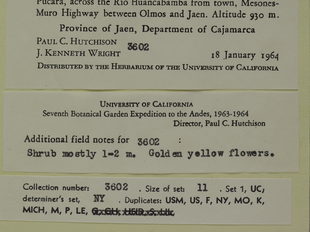 Pucara, across the Rio Huancabamba from town, Mesones-
Muro Highway between Olmos and Jaen. Altitude 930 m.
Province of Jaen, Department of Cajamarca
PAUL C. HUTCHISON
3602
J. KENNETH WRIGHT
18 January 1964
DISTRIBUTED BY THE HERBARIUM OF THE UNIVERSITY OF CALIFORNIA
UNIVERSITY OF CALIFORNIA
Seventh Botanical Garden Expedition to the Andes, 1963-1964
Director, Paul C. Hutchison
Additional field notes for 3602 :
Shrub mostly 1-2 m. Golden yellow flowers.
Collection number: 3602 . Size of set: 11 . Set 1, UC;
determiner's set, NY . Duplicates: USM, US, F, NY, MO, K,
MICH, M, P, LE,